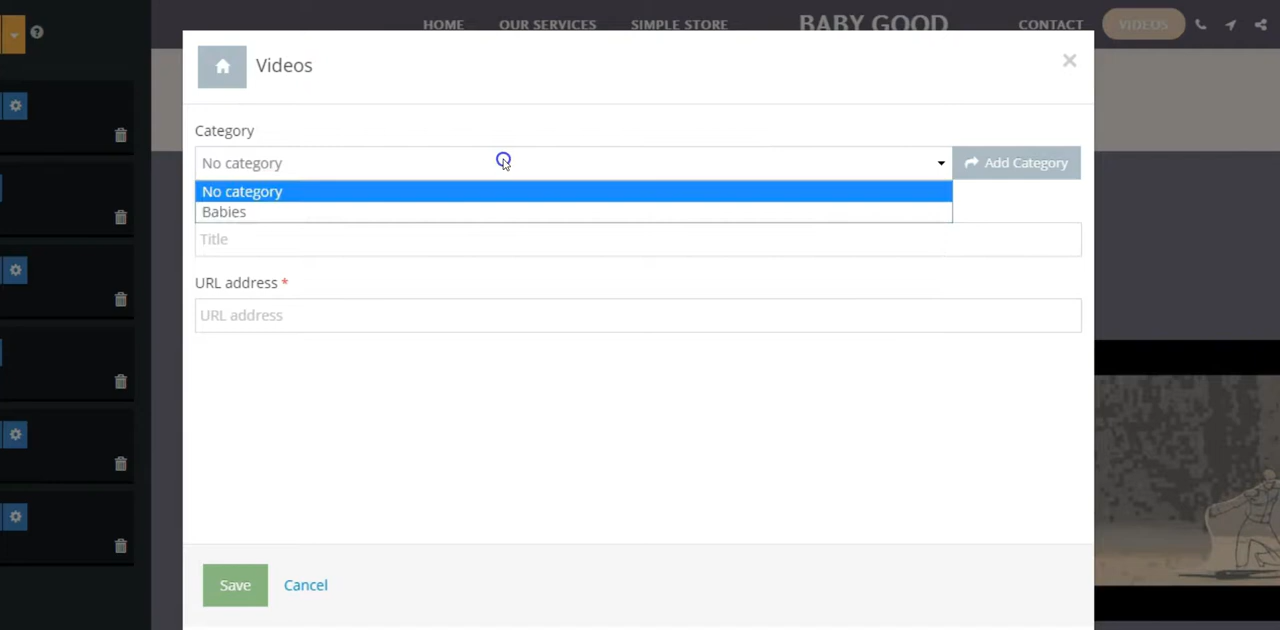 HOME OUR SERVICES SIMPLE STORE BABY GOOD CONTACT VIDEOS
Videos
Category
No category Add Category
No category
Babies
Title
URL address *
URL address
Save Cancel